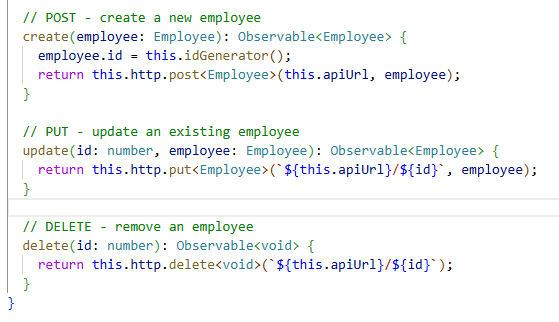 // POST - create a new employee
create(employee: Employee): Observable<Employee> {
employee.id = this.idGenerator();
return this.http.post<Employee>(this.apiUrl, employee);
}
// PUT - update an existing employee
update(id: number, employee: Employee): Observable<Employee> {
return this.http.put<Employee>(`${this.apiUrl}/${id}`, employee);
}
// DELETE - remove an employee
delete(id: number): Observable<void> {
return this.http.delete<void>(`${this.apiUrl}/${id}`);
}
}